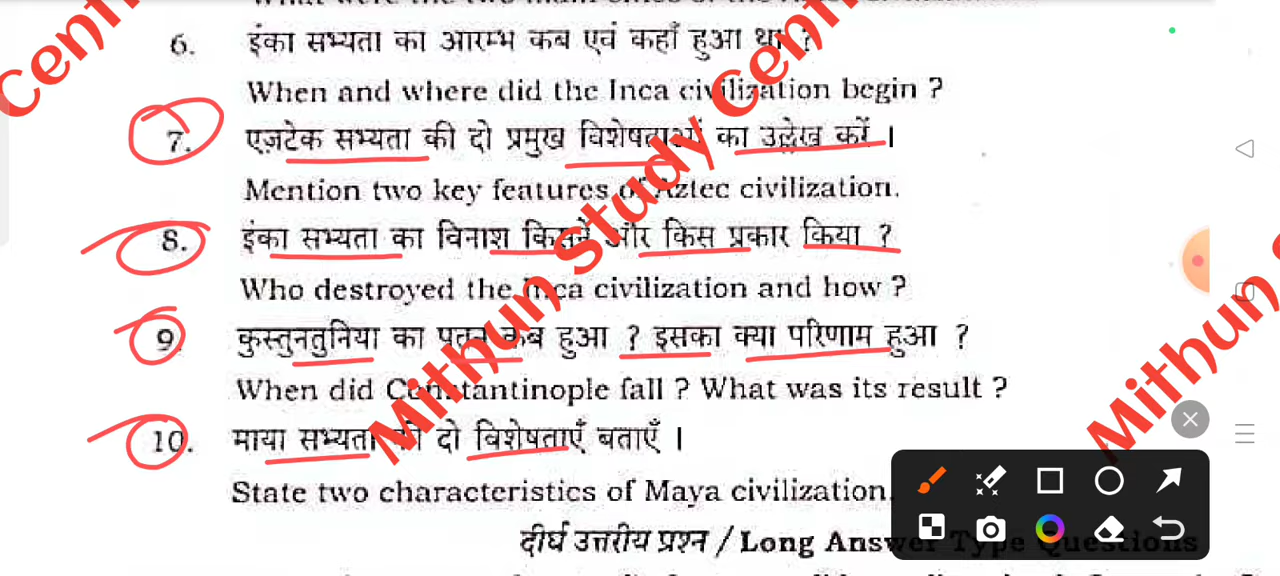 6. इंका सभ्यता का आरम्भ कब एवं कहाँ हुआ था ?
When and where did the Inca civilization begin ?
7. एज़टेक सभ्यता की दो प्रमुख विशेषताओं का उल्लेख करें ।
Mention two key features of Aztec civilization.
8. इंका सभ्यता का विनाश किसने और किस प्रकार किया ?
Who destroyed the Inca civilization and how ?
9. कुस्तुनतुनिया का पतन कब हुआ ? इसका क्या परिणाम हुआ ?
When did Constantinople fall ? What was its result ?
10. माया सभ्यता की दो विशेषताएँ बताएँ ।
State two characteristics of Maya civilization.
दीर्घ उत्तरीय प्रश्न / Long Answer Type Questions
Mithun Study Centre
Mithun